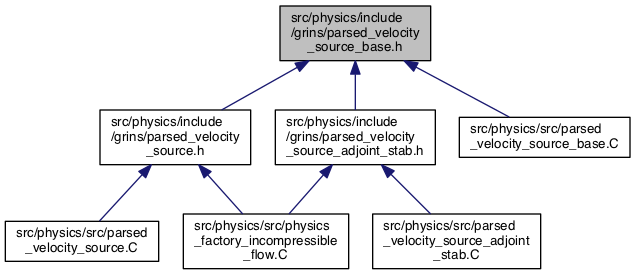 src/physics/include
/grins/parsed_velocity
_source_base.h
src/physics/include
/grins/parsed_velocity
_source.h
src/physics/include
/grins/parsed_velocity
_source_adjoint_stab.h
src/physics/src/parsed
_velocity_source_base.C
src/physics/src/parsed
_velocity_source.C
src/physics/src/physics
_factory_incompressible
_flow.C
src/physics/src/parsed
_velocity_source_adjoint
_stab.C